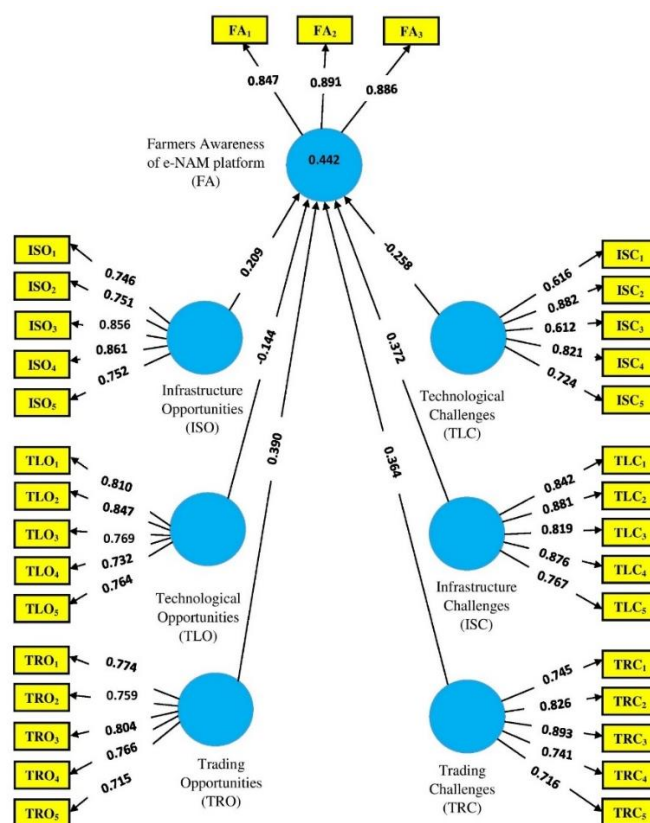 FA1
FA2
FA3
0.847
0.891
0.886
Farmers Awareness
of e-NAM platform
(FA)
0.442
0.209
-0.144
0.390
-0.258
0.372
0.364
ISO1
ISO2
ISO3
ISO4
ISO5
0.746
0.751
0.856
0.861
0.752
Infrastructure
Opportunities
(ISO)
ISC1
ISC2
ISC3
ISC4
ISC5
0.616
0.882
0.612
0.821
0.724
Technological
Challenges
(TLC)
TLO1
TLO2
TLO3
TLO4
TLO5
0.810
0.847
0.769
0.732
0.764
Technological
Opportunities
(TLO)
TLC1
TLC2
TLC3
TLC4
TLC5
0.842
0.881
0.819
0.876
0.767
Infrastructure
Challenges
(ISC)
TRO1
TRO2
TRO3
TRO4
TRO5
0.774
0.759
0.804
0.766
0.715
Trading
Opportunities
(TRO)
TRC1
TRC2
TRC3
TRC4
TRC5
0.745
0.826
0.893
0.741
0.716
Trading
Challenges
(TRC)